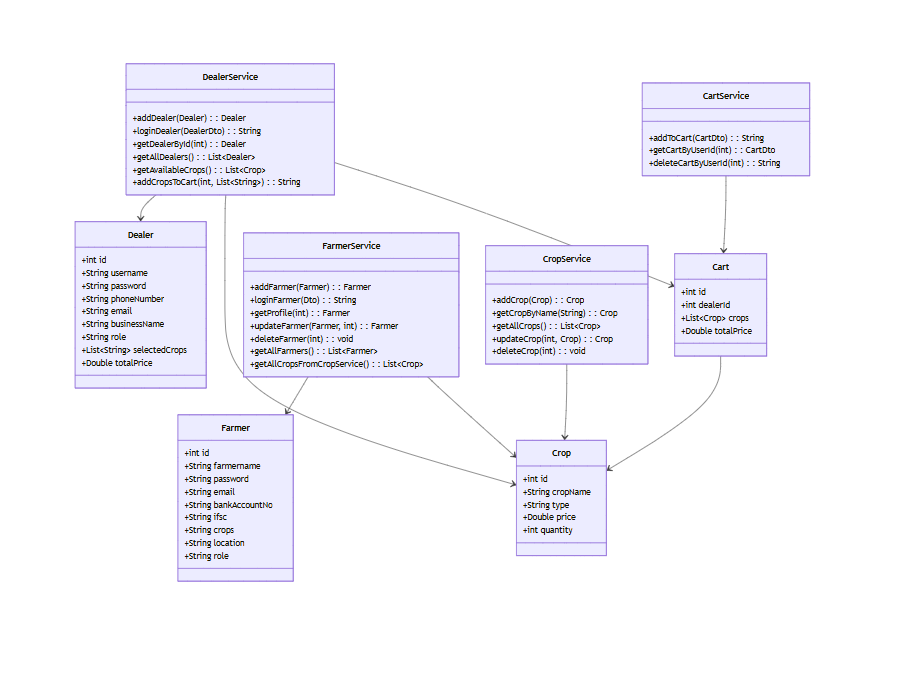 DealerService
+addDealer(Dealer) : : Dealer
+loginDealer(DealerDto) : : String
+getDealerById(int) : : Dealer
+getAllDealers() : : List<Dealer>
+getAvailableCrops() : : List<Crop>
+addCropsToCart(int, List<String>) : : String
CartService
+addToCart(CartDto) : : String
+getCartByUserId(int) : : CartDto
+deleteCartByUserId(int) : : String
Dealer
+int id
+String username
+String password
+String phoneNumber
+String email
+String businessName
+String role
+List<String> selectedCrops
+Double totalPrice
FarmerService
+addFarmer(Farmer) : : Farmer
+loginFarmer(Dto) : : String
+getProfile(int) : : Farmer
+updateFarmer(Farmer, int) : : Farmer
+deleteFarmer(int) : : void
+getAllFarmers() : : List<Farmer>
+getAllCropsFromCropService() : : List<Crop>
CropService
+addCrop(Crop) : : Crop
+getCropByName(String) : : Crop
+getAllCrops() : : List<Crop>
+updateCrop(int, Crop) : : Crop
+deleteCrop(int) : : void
Cart
+int id
+int dealerId
+List<Crop> crops
+Double totalPrice
Farmer
+int id
+String farmername
+String password
+String email
+String bankAccountNo
+String ifsc
+String crops
+String location
+String role
Crop
+int id
+String cropName
+String type
+Double price
+int quantity